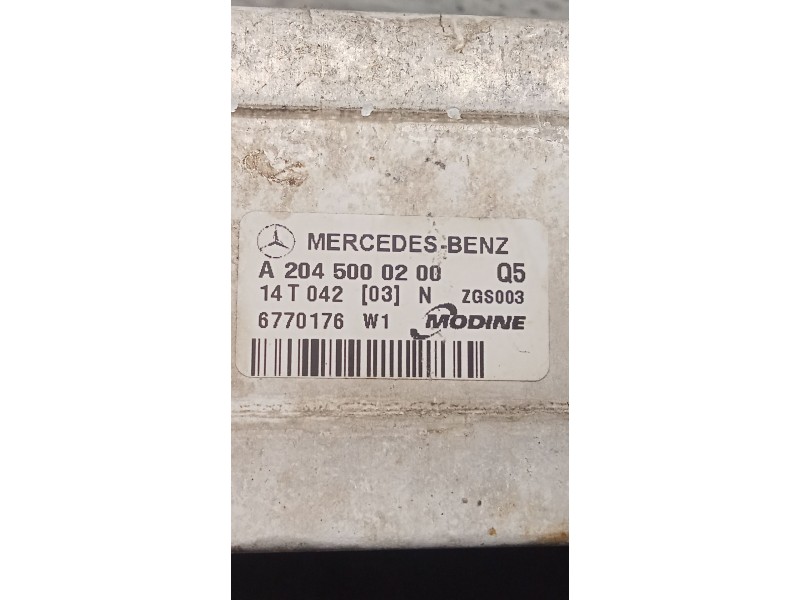 MERCEDES-BENZ
A 204 500 02 00 Q5
14 T 042 [03] N ZGS003
6770176 W1 MODINE